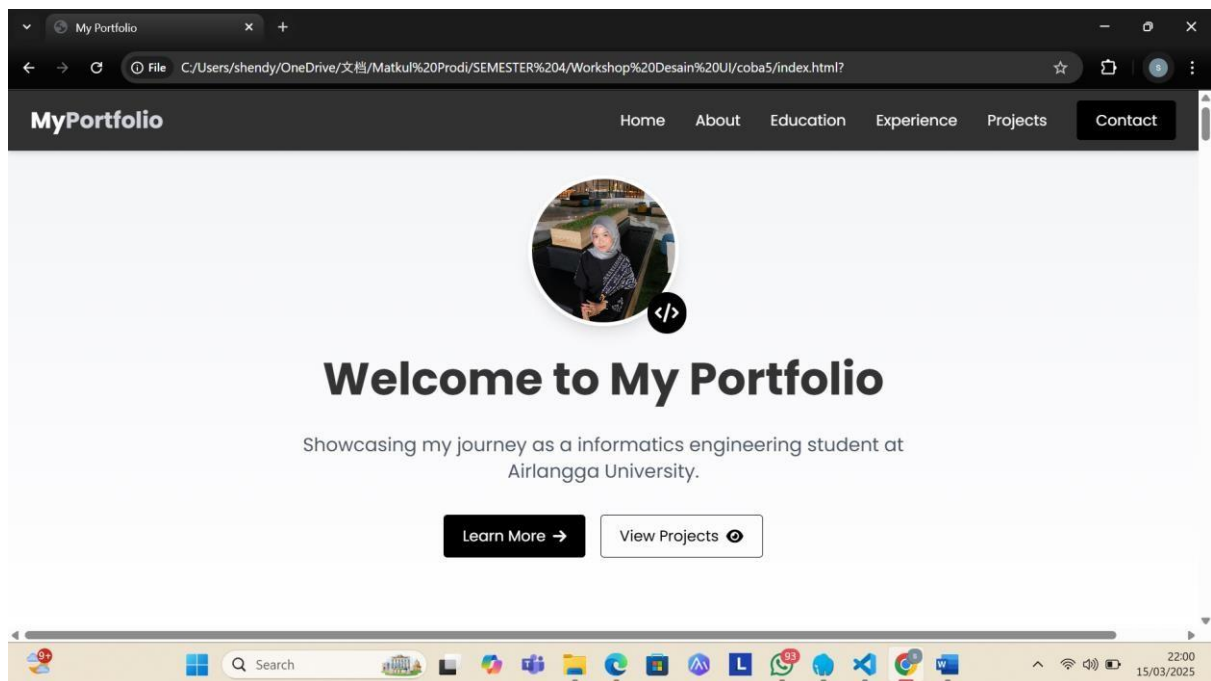 My Portfolio
File C:/Users/shendy/OneDrive/文档/Matkul%20Prodi/SEMESTER%204/Workshop%20Desain%20UI/coba5/index.html?
s
MyPortfolio Home About Education Experience Projects Contact
</>
Welcome to My Portfolio
Showcasing my journey as a informatics engineering student at
Airlangga University.
Learn More → View Projects
9+ Search L 93 22:00
15/03/2025